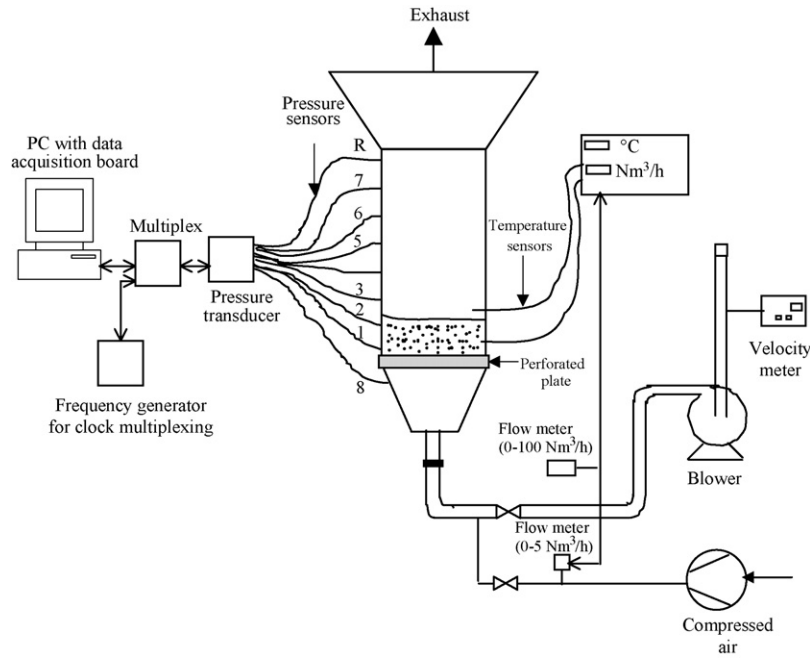 Exhaust
Pressure
sensors
R
7
6
5
3
2
1
8
PC with data
acquisition board
Multiplex
Pressure
transducer
Frequency generator
for clock multiplexing
°C
Nm³/h
Temperature
sensors
Perforated
plate
Velocity
meter
Blower
Flow meter
(0-100 Nm³/h)
Flow meter
(0-5 Nm³/h)
Compressed
air